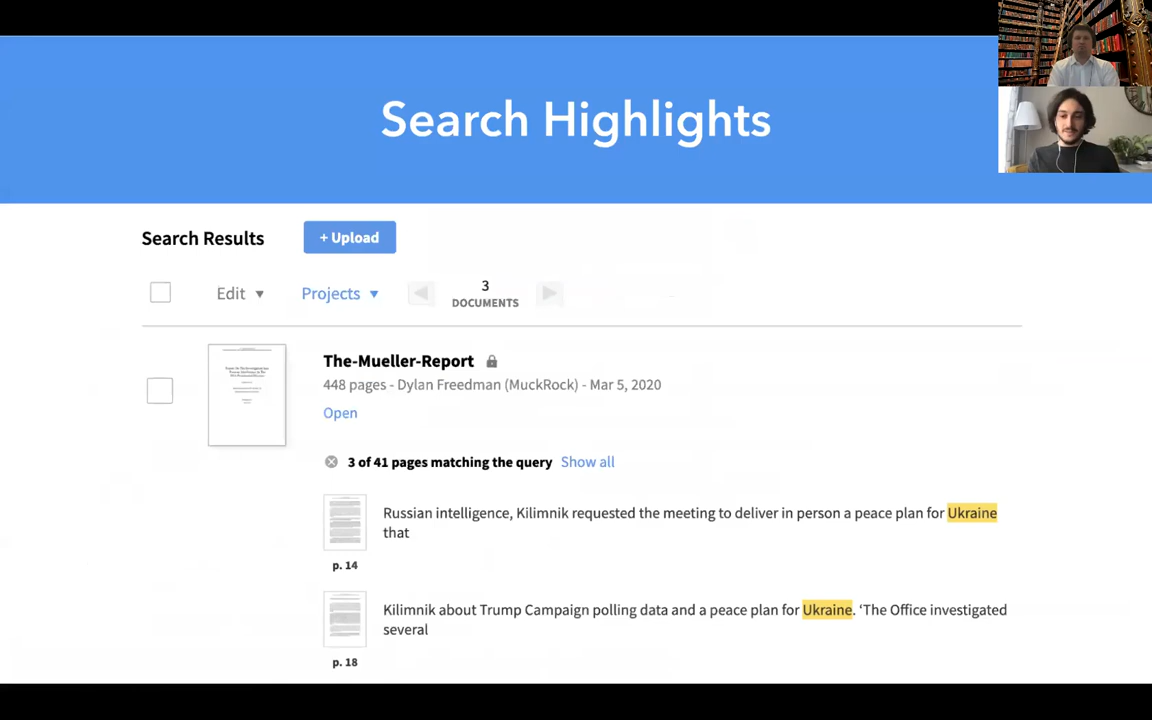 Search Highlights
Search Results
+ Upload
Edit ▼
Projects ▼
3
DOCUMENTS
The-Mueller-Report
448 pages - Dylan Freedman (MuckRock) - Mar 5, 2020
Open
3 of 41 pages matching the query Show all
Russian intelligence, Kilimnik requested the meeting to deliver in person a peace plan for Ukraine
that
p. 14
Kilimnik about Trump Campaign polling data and a peace plan for Ukraine. ‘The Office investigated
several
p. 18